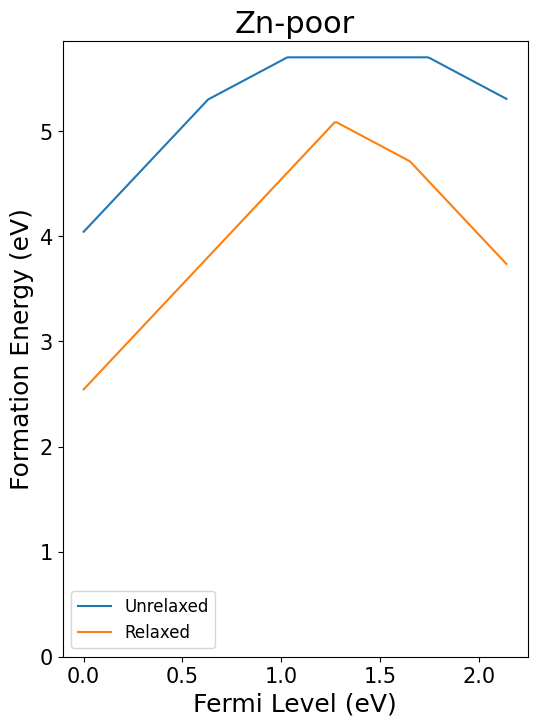 Zn-poor
Formation Energy (eV)
5
4
3
2
1
0
Unrelaxed
Relaxed
0.0 0.5 1.0 1.5 2.0
Fermi Level (eV)